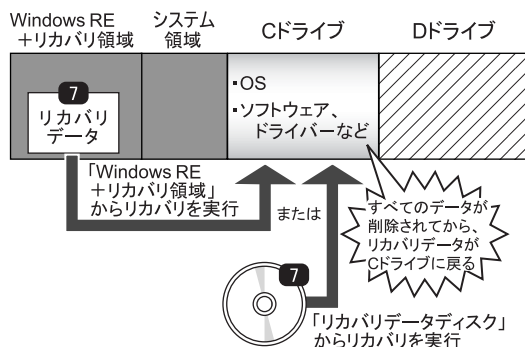 Windows RE
+リカバリ領域
システム
領域
Cドライブ
Dドライブ
7
リカバリ
データ
・OS
・ソフトウェア、
ドライバーなど
「Windows RE
+リカバリ領域」
からリカバリを実行
または
すべてのデータが
削除されてから、
リカバリデータが
Cドライブに戻る
7
「リカバリデータディスク」
からリカバリを実行